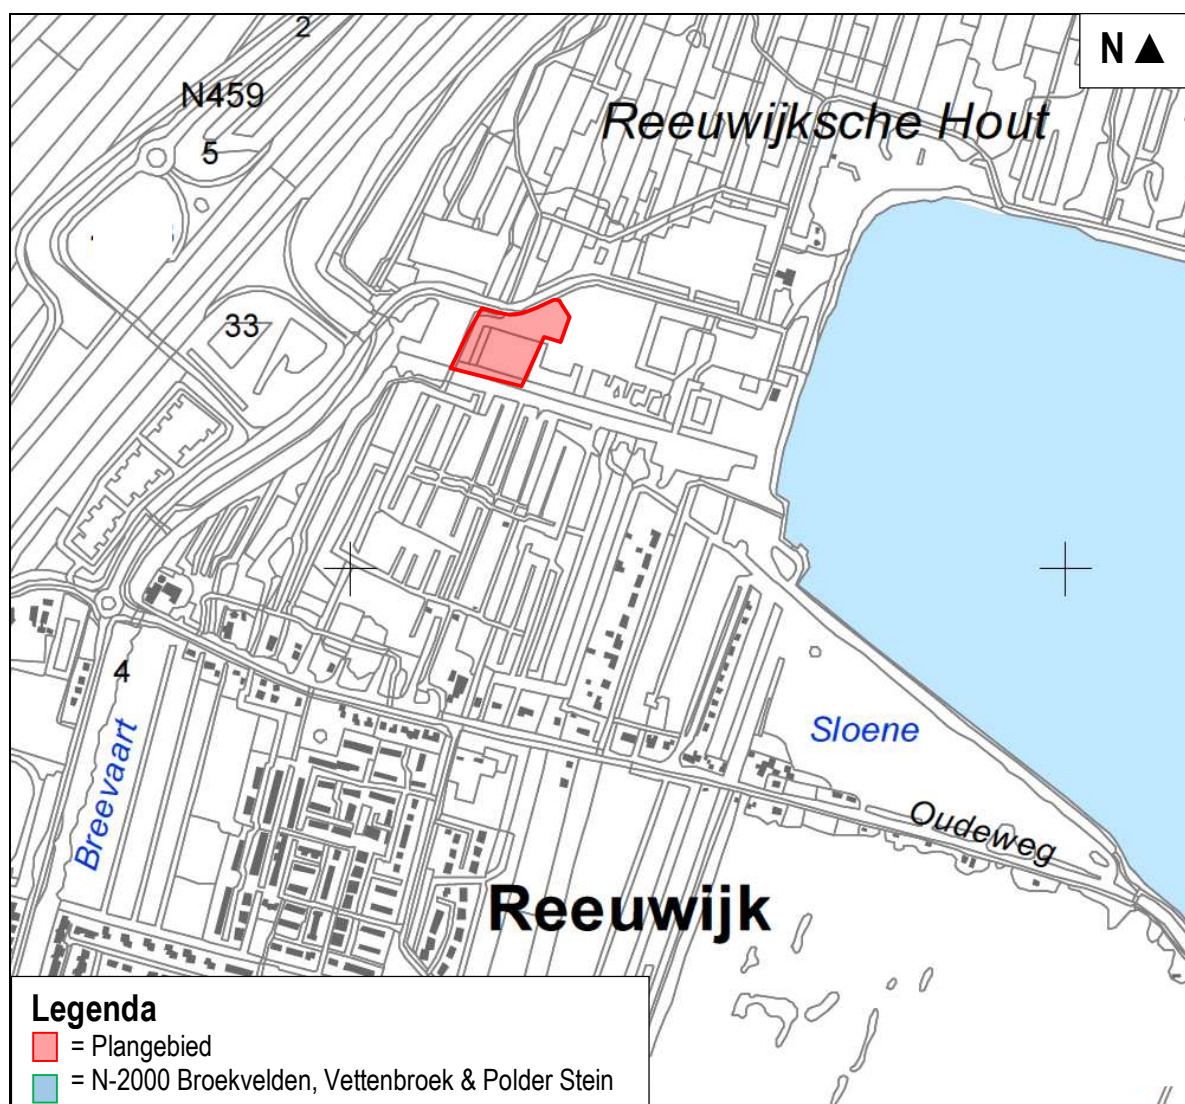 2
N ▲
N459
Reeuwijksche Hout
5
33
4
Sloene
Breevaart
Oudeweg
Reeuwijk
Legenda
= Plangebied
= N-2000 Broekvelden, Vettenbroek & Polder Stein